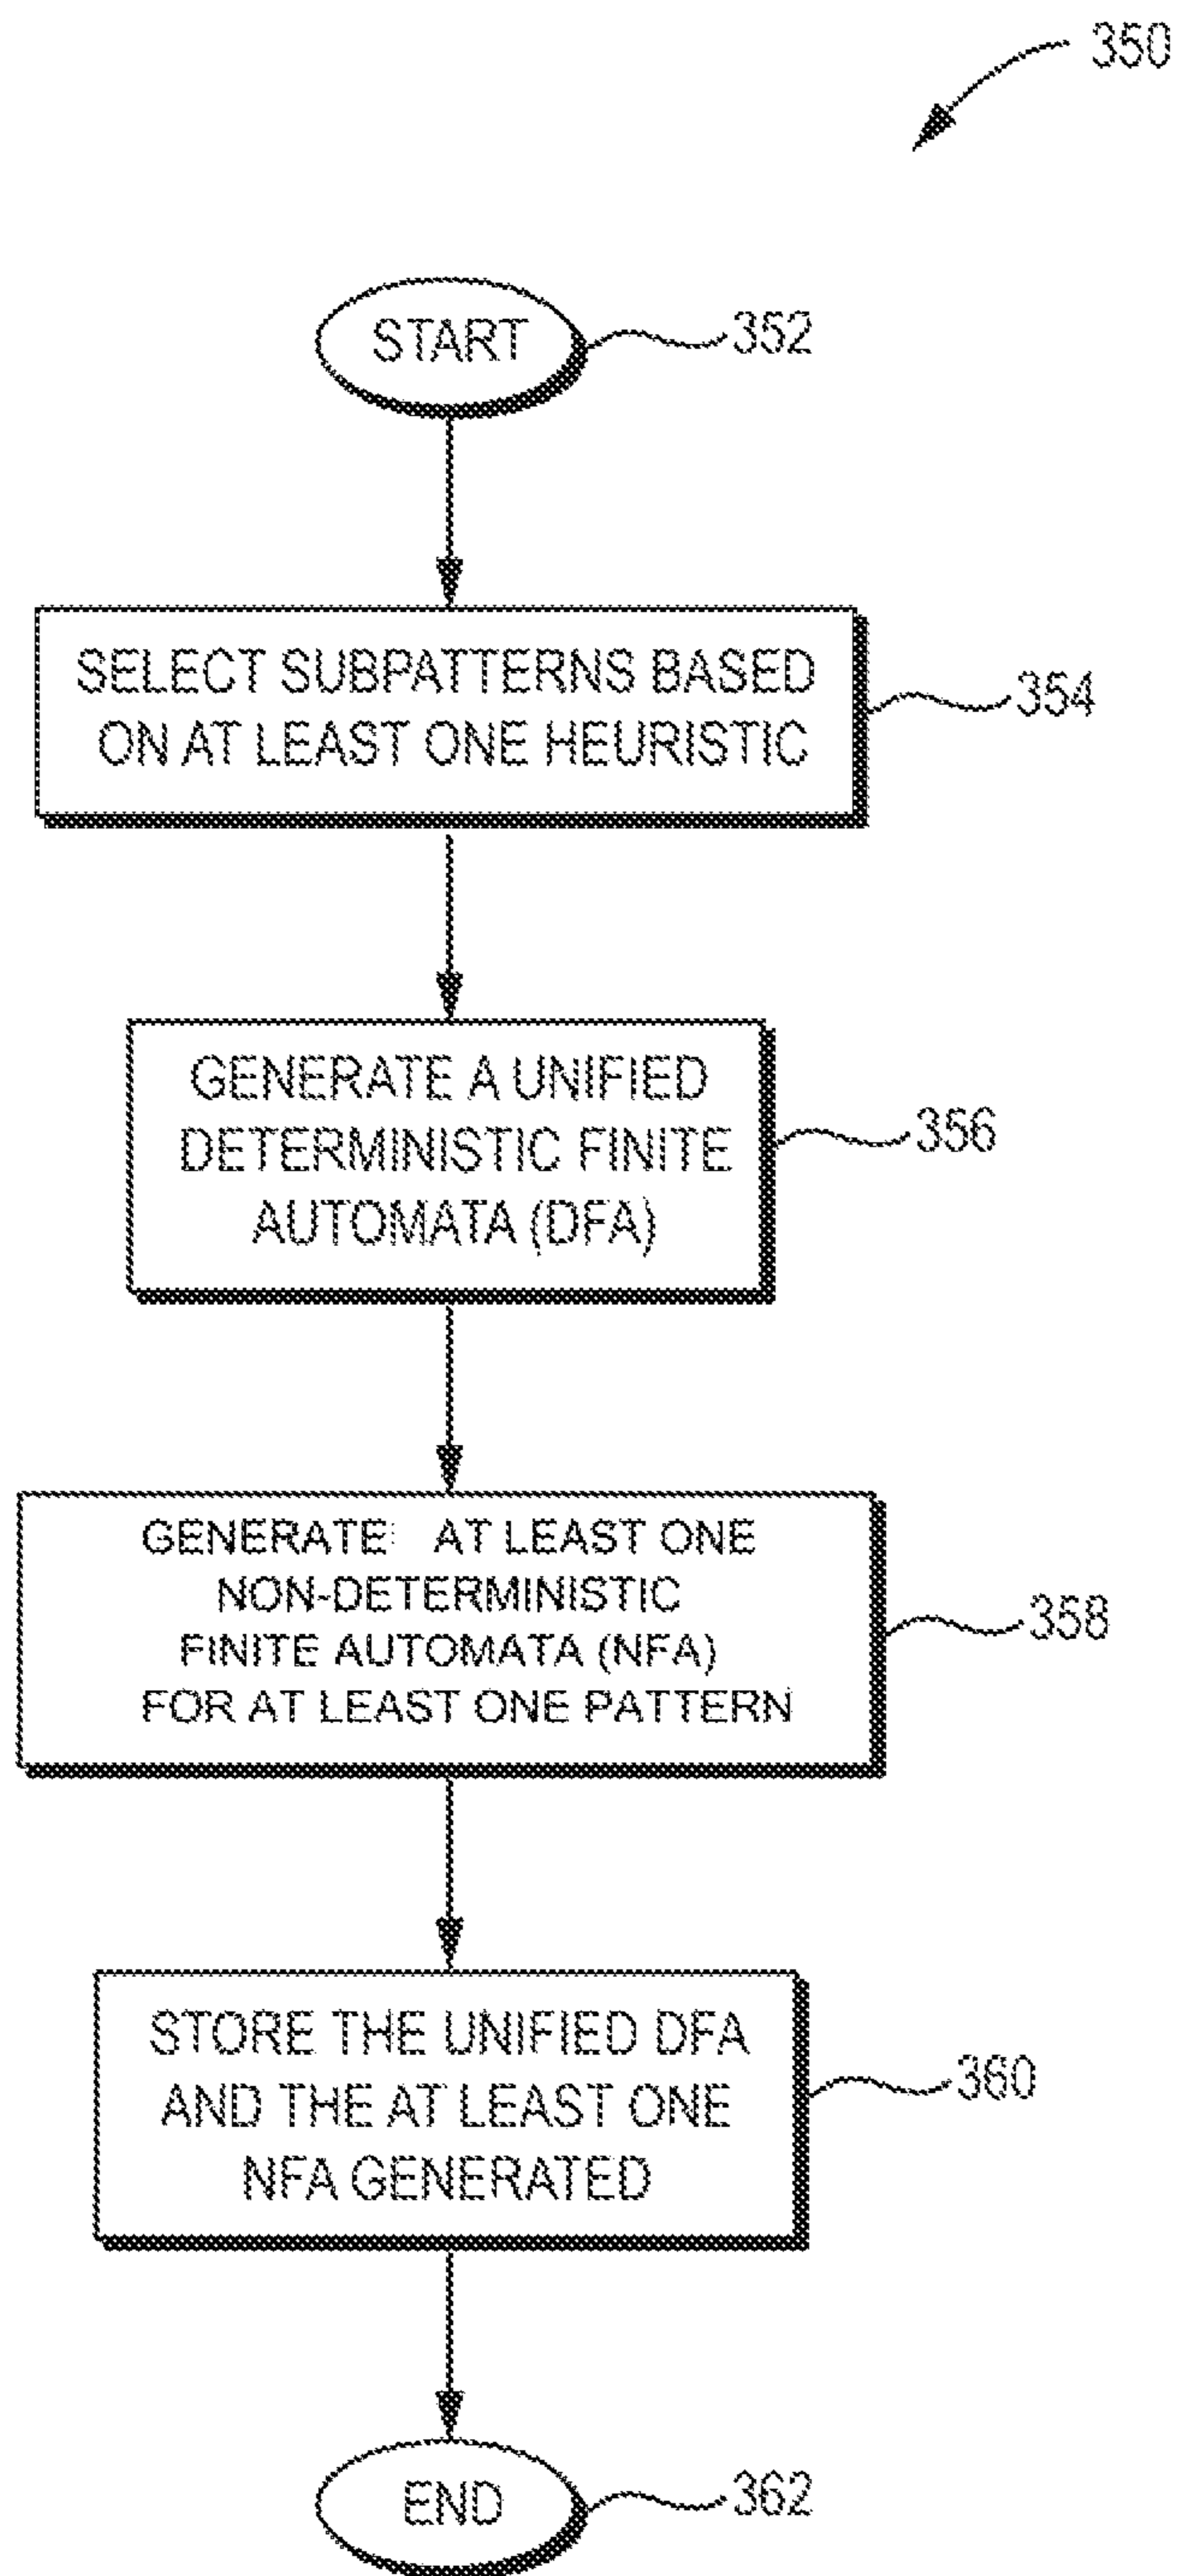 350
START
352
SELECT SUBPATTERNS BASED
ON AT LEAST ONE HEURISTIC
354
GENERATE A UNIFIED
DETERMINISTIC FINITE
AUTOMATA (DFA)
356
GENERATE AT LEAST ONE
NON-DETERMINISTIC
FINITE AUTOMATA (NFA)
FOR AT LEAST ONE PATTERN
358
STORE THE UNIFIED DFA
AND THE AT LEAST ONE
NFA GENERATED
360
END
362